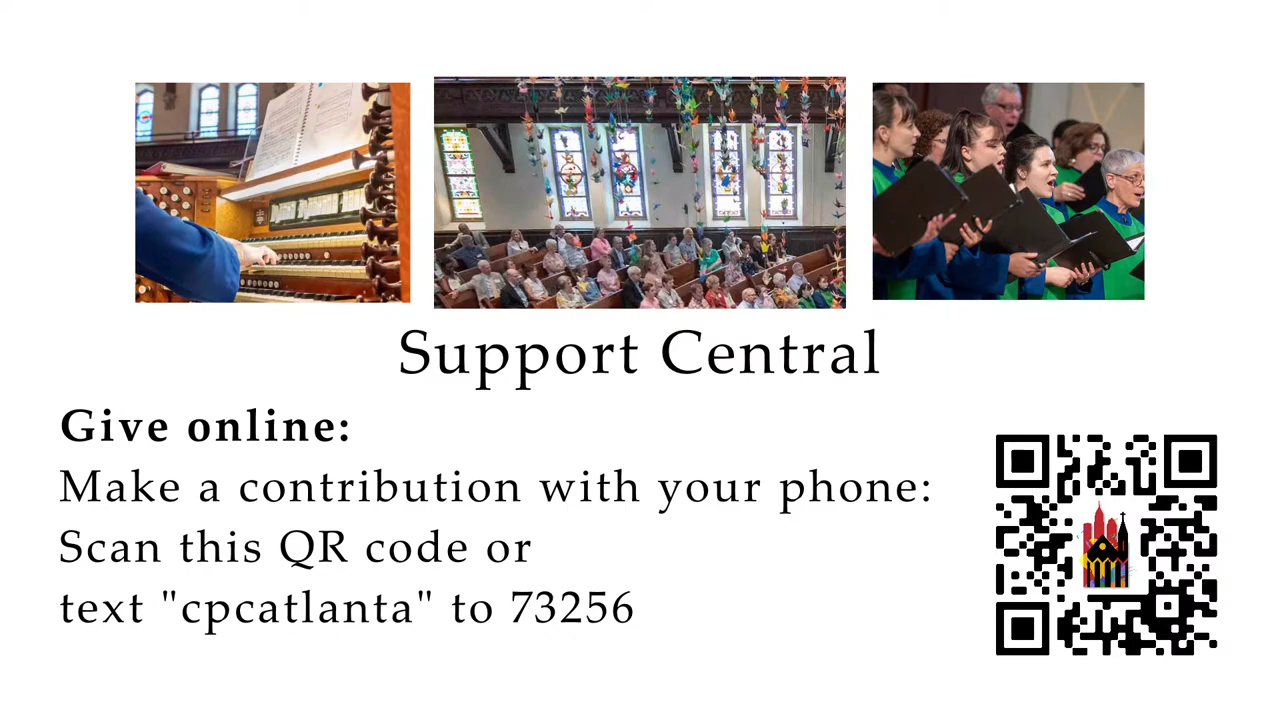 Support Central
Give online:
Make a contribution with your phone:
Scan this QR code or
text "cpcatlanta" to 73256